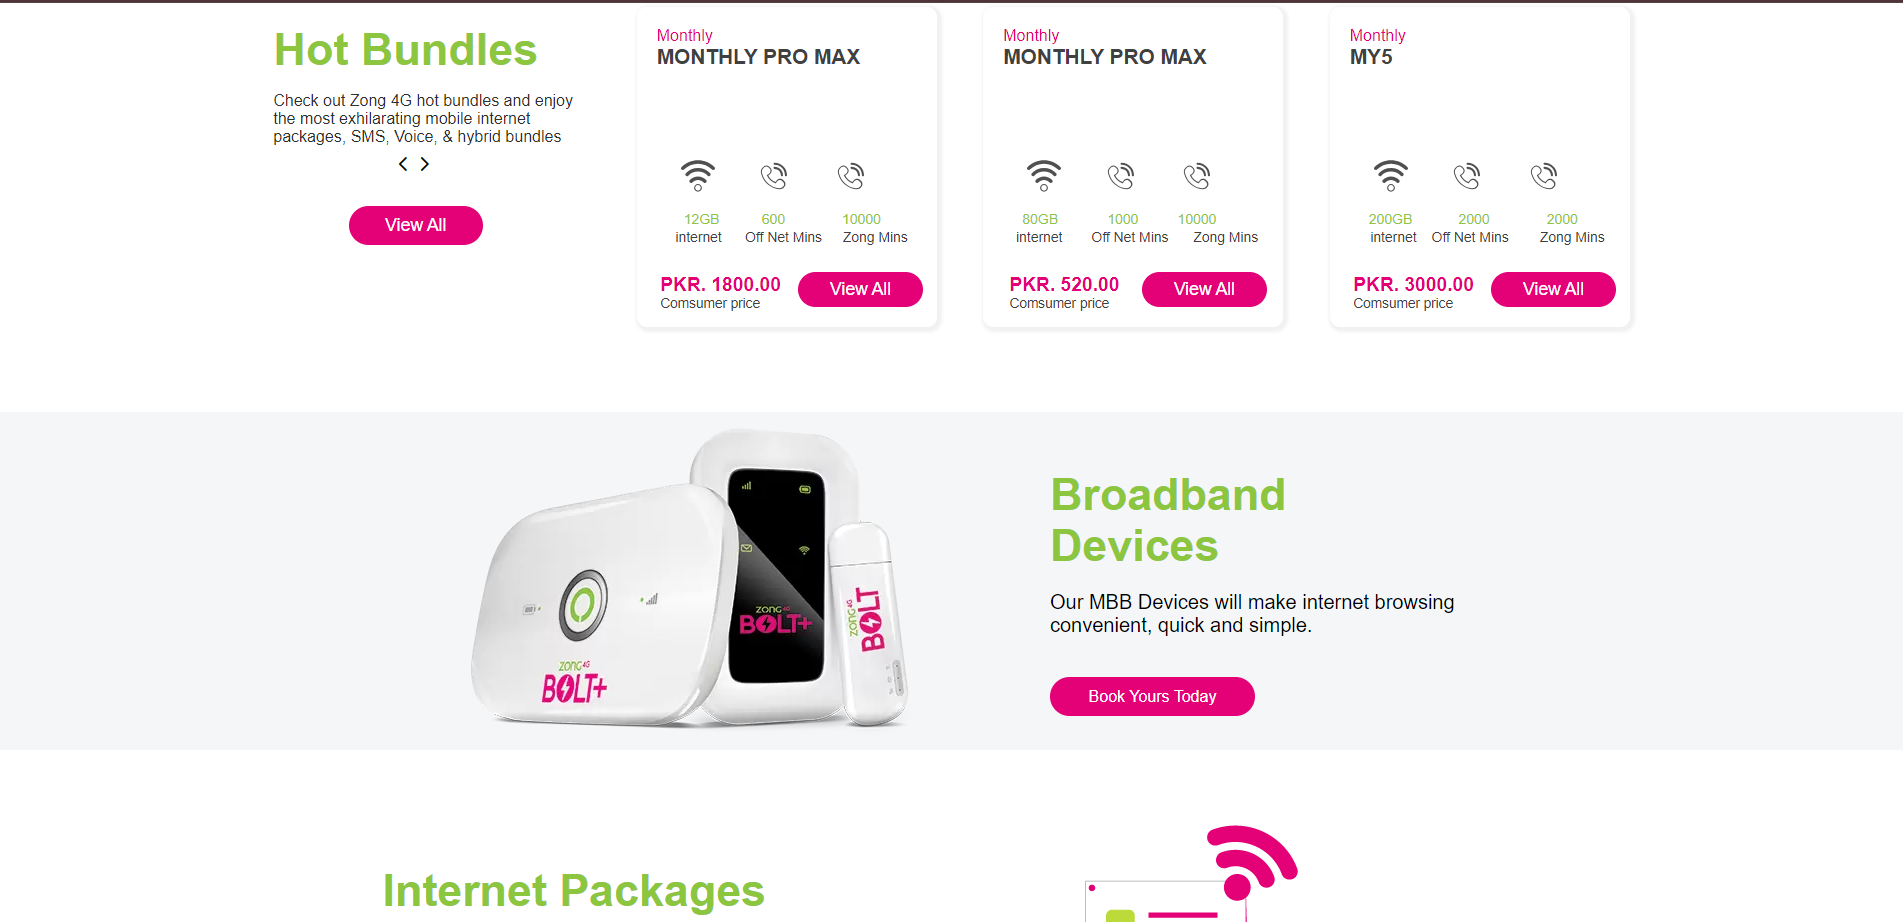 Hot Bundles
Check out Zong 4G hot bundles and enjoy
the most exhilarating mobile internet
packages, SMS, Voice, & hybrid bundles
View All
Monthly
MONTHLY PRO MAX
12GB 600 10000
internet Off Net Mins Zong Mins
PKR. 1800.00
Comsumer price
View All
Monthly
MONTHLY PRO MAX
80GB 1000 10000
internet Off Net Mins Zong Mins
PKR. 520.00
Comsumer price
View All
Monthly
MY5
200GB 2000 2000
internet Off Net Mins Zong Mins
PKR. 3000.00
Comsumer price
View All
ZONG 4G
BOLT+
ZONG 4G
BOLT+
ZONG 4G
BOLT
Broadband
Devices
Our MBB Devices will make internet browsing
convenient, quick and simple.
Book Yours Today
Internet Packages